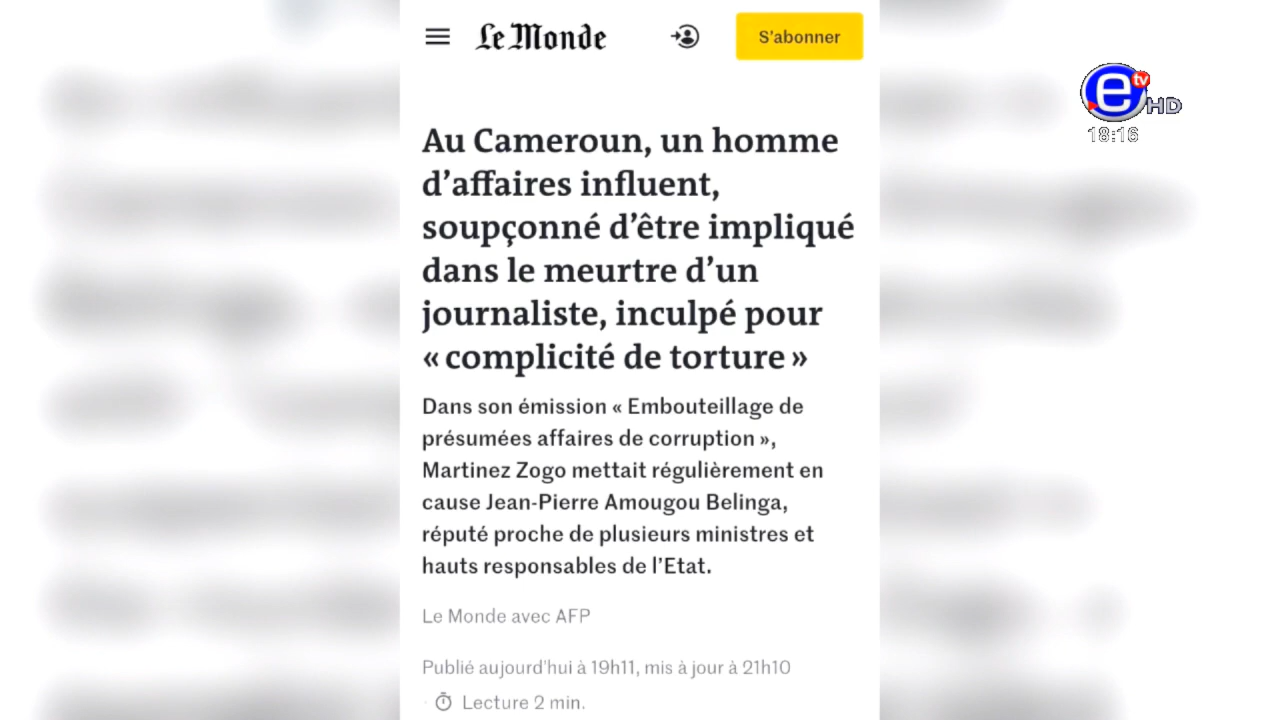 Le Monde
S'abonner
e tv HD
18:16
Au Cameroun, un homme
d'affaires influent,
soupçonné d'être impliqué
dans le meurtre d'un
journaliste, inculpé pour
« complicité de torture »
Dans son émission « Embouteillage de
présumées affaires de corruption »,
Martinez Zogo mettait régulièrement en
cause Jean-Pierre Amougou Belinga,
réputé proche de plusieurs ministres et
hauts responsables de l'Etat.
Le Monde avec AFP
Publié aujourd'hui à 19h11, mis à jour à 21h10
Lecture 2 min.